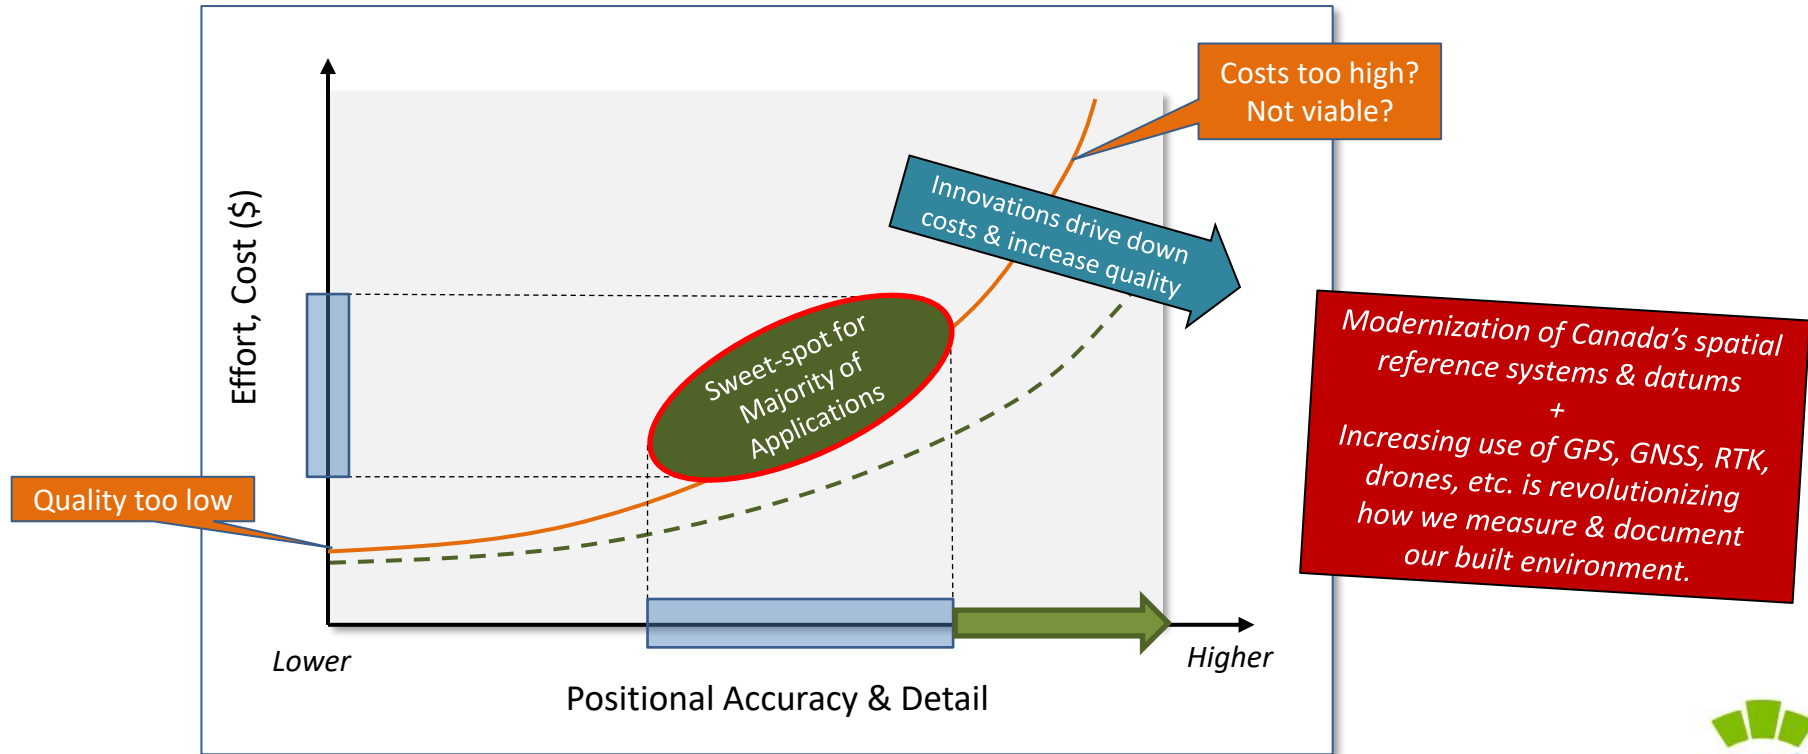 Costs too high?
Not viable?
Innovations drive down
costs & increase quality
Effort, Cost ($)
Sweet-spot for
Majority of
Applications
Modernization of Canada's spatial
reference systems & datums
+
Increasing use of GPS, GNSS, RTK,
drones, etc. is revolutionizing
how we measure & document
our built environment.
Quality too low
Lower
Higher
Positional Accuracy & Detail